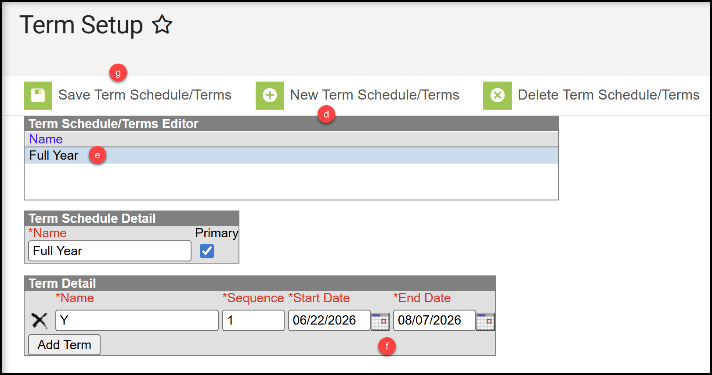 Term Setup
g
Save Term Schedule/Terms New Term Schedule/Terms Delete Term Schedule/Terms
d
Term Schedule/Terms Editor
Name
Full Year e
Term Schedule Detail
*Name Primary
Full Year
Term Detail
*Name *Sequence *Start Date *End Date
Y 1 06/22/2026 08/07/2026
Add Term f